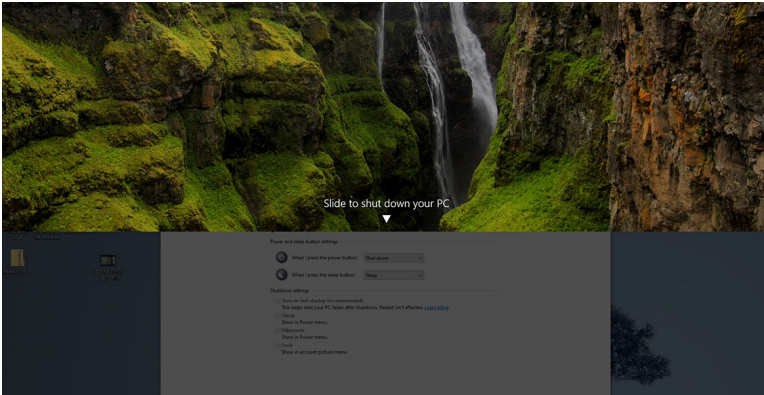 Slide to shut down your PC
Power and sleep button settings
When I press the power button: Shut down
When I press the sleep button: Sleep
Shutdown settings
Turn on fast startup (recommended)
This helps start your PC faster after shutdown. Restart isn't affected. Learn More
Sleep
Show in Power menu.
Hibernate
Show in Power menu.
Lock
Show in account picture menu.